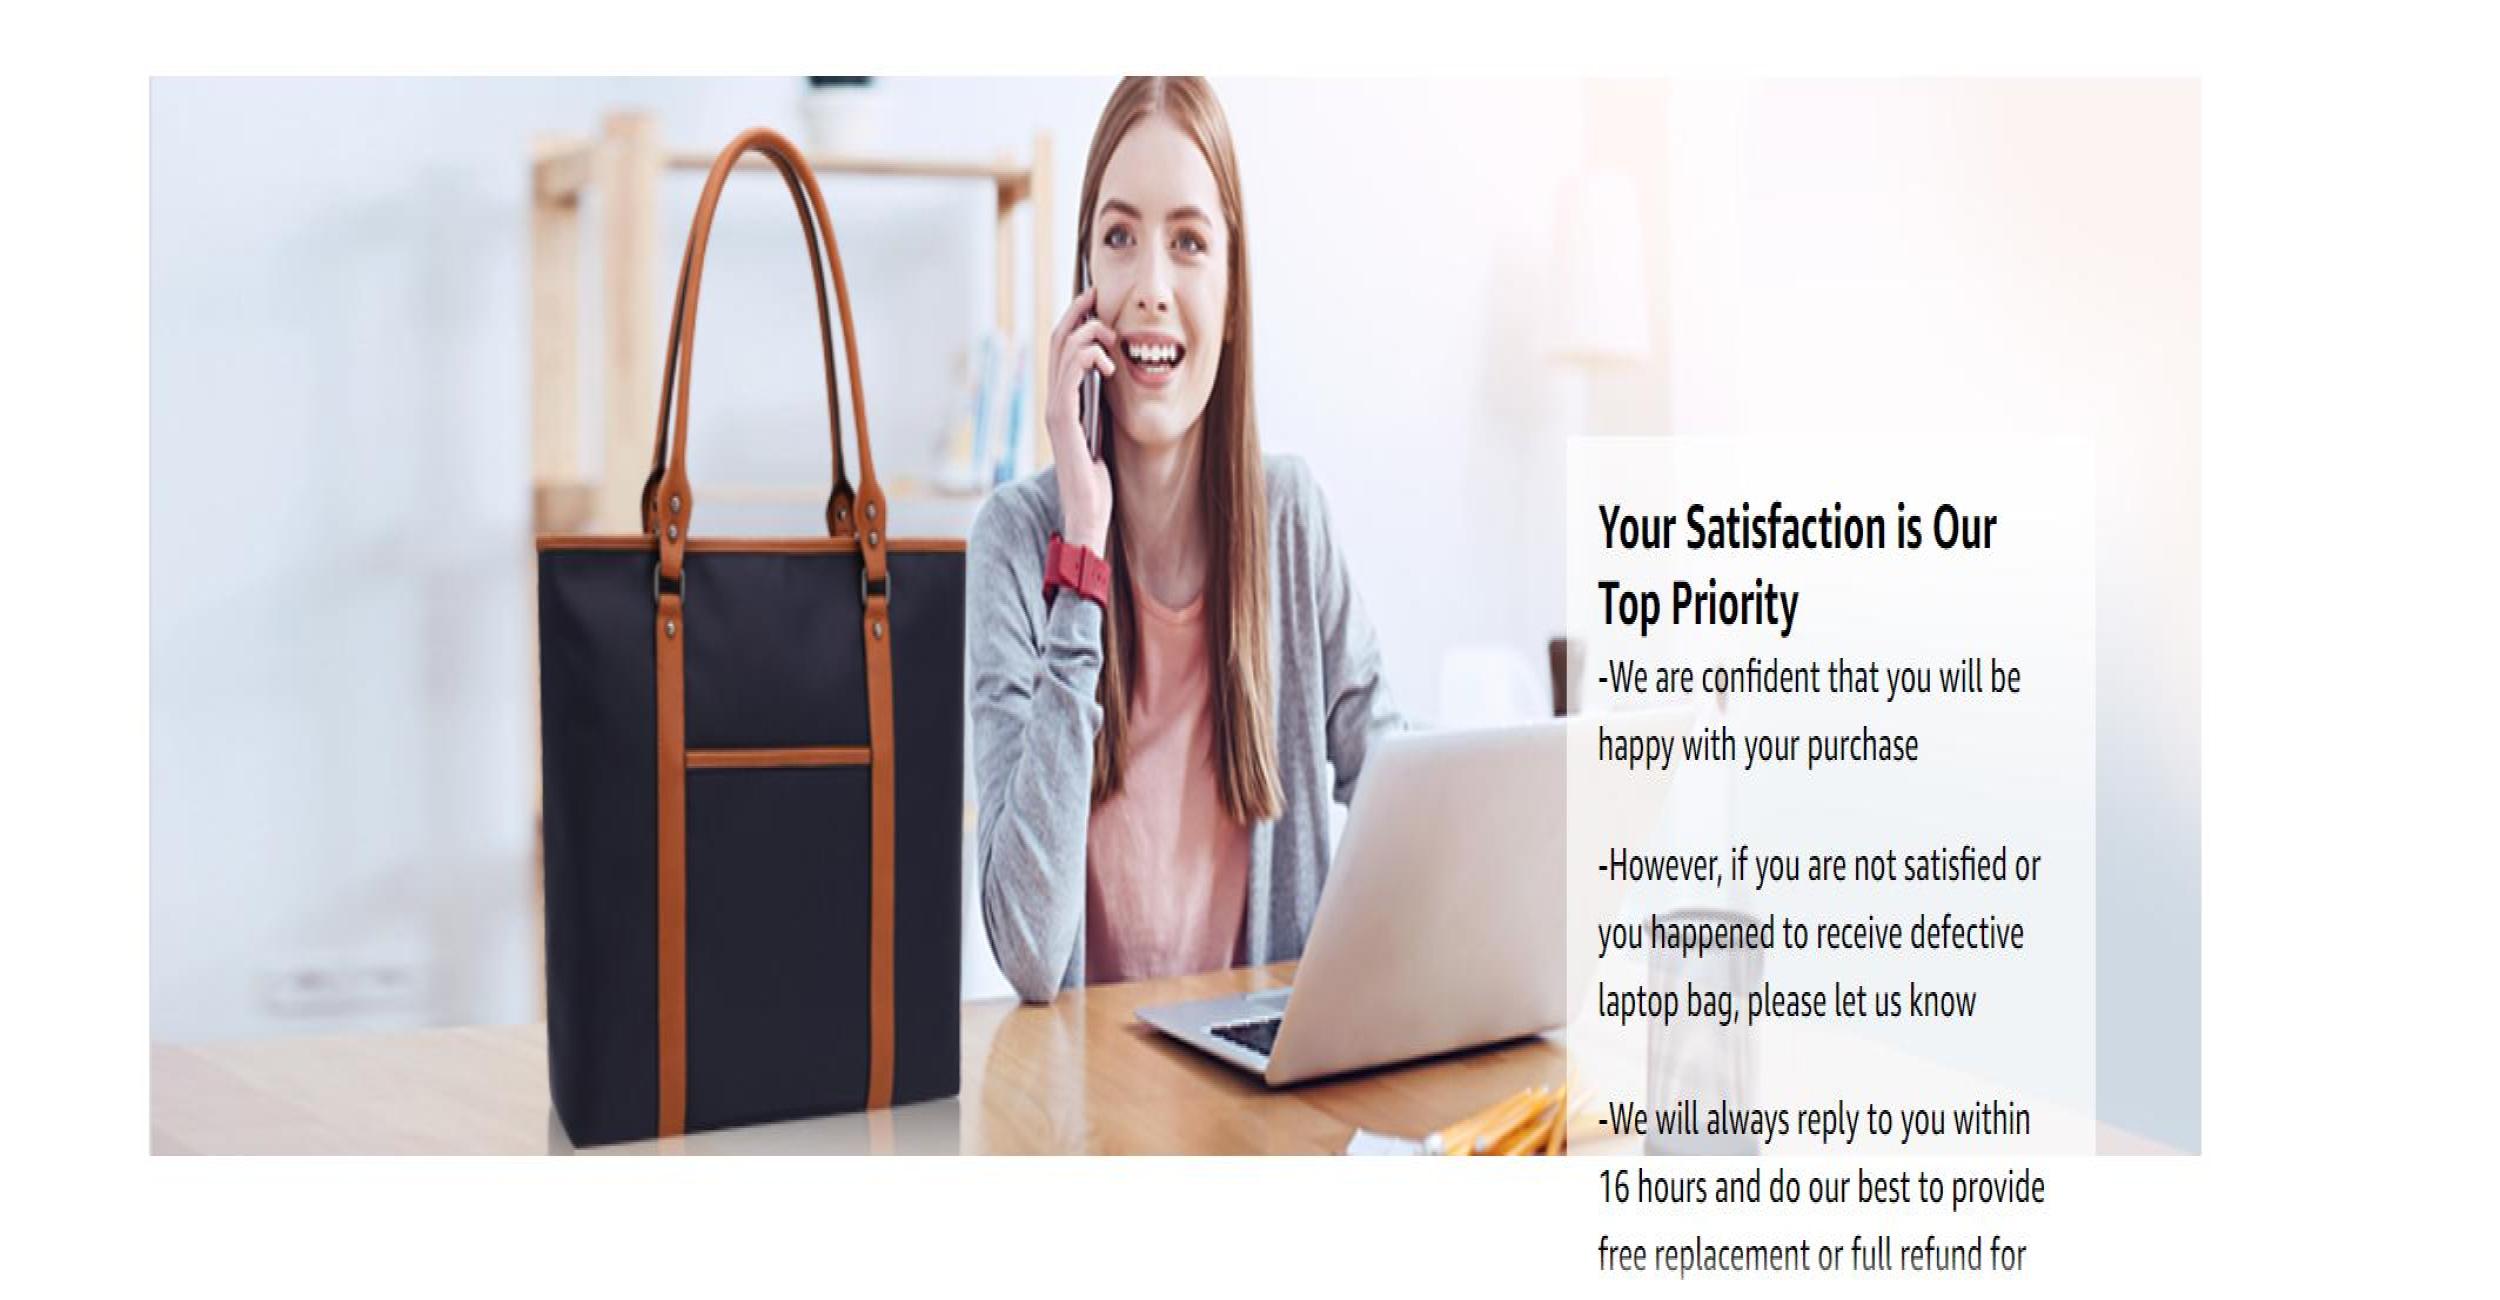 Your Satisfaction is Our
Top Priority
-We are confident that you will be
happy with your purchase
-However, if you are not satisfied or
you happened to receive defective
laptop bag, please let us know
-We will always reply to you within
16 hours and do our best to provide
free replacement or full refund for